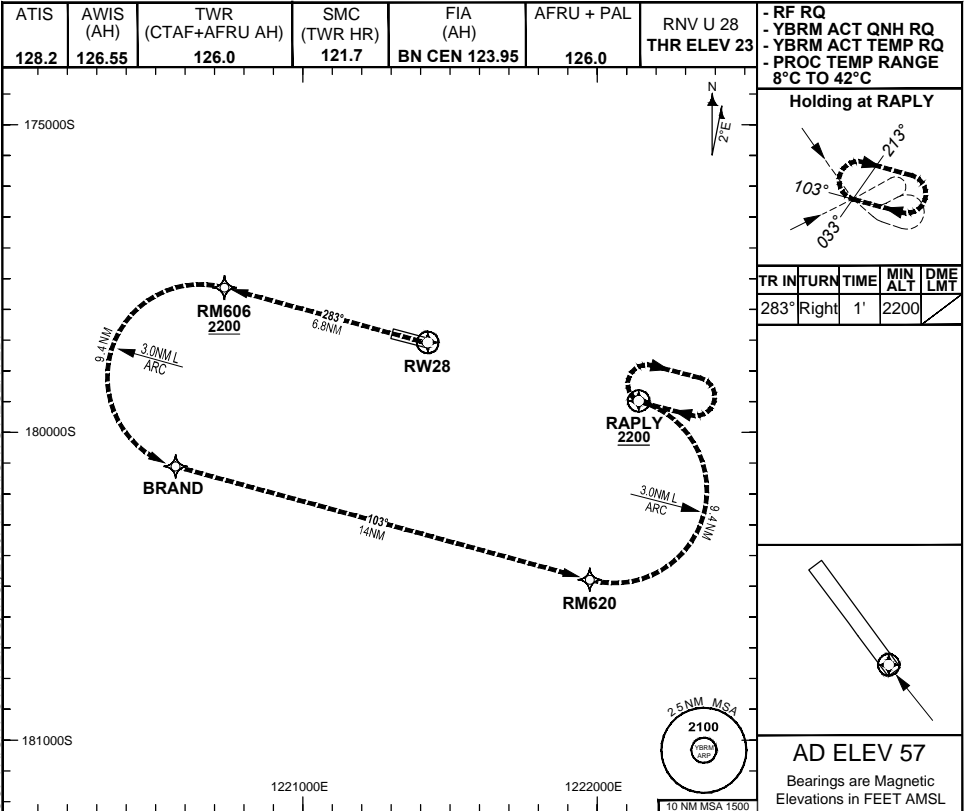 ATIS
128.2
AWIS
(AH)
126.55
TWR
(CTAF+AFRU AH)
126.0
SMC
(TWR HR)
121.7
FIA
(AH)
BN CEN 123.95
AFRU + PAL
126.0
RNV U 28
THR ELEV 23
- RF RQ
- YBRM ACT QNH RQ
- YBRM ACT TEMP RQ
- PROC TEMP RANGE
8°C TO 42°C
Holding at RAPLY
213°
103°
033°
TR IN TURN TIME MIN ALT DME LMT
283° Right 1' 2200
N
2°E
175000S
RM606
2200
283°
6.8NM
RW28
9.4 NM
3.0NM L
ARC
RAPLY
2200
180000S
BRAND
103°
14NM
3.0NM L
ARC
9.4 NM
RM620
181000S
1221000E
1222000E
25NM MSA
2100
YBRM
ARP
10 NM MSA 1500
AD ELEV 57
Bearings are Magnetic
Elevations in FEET AMSL